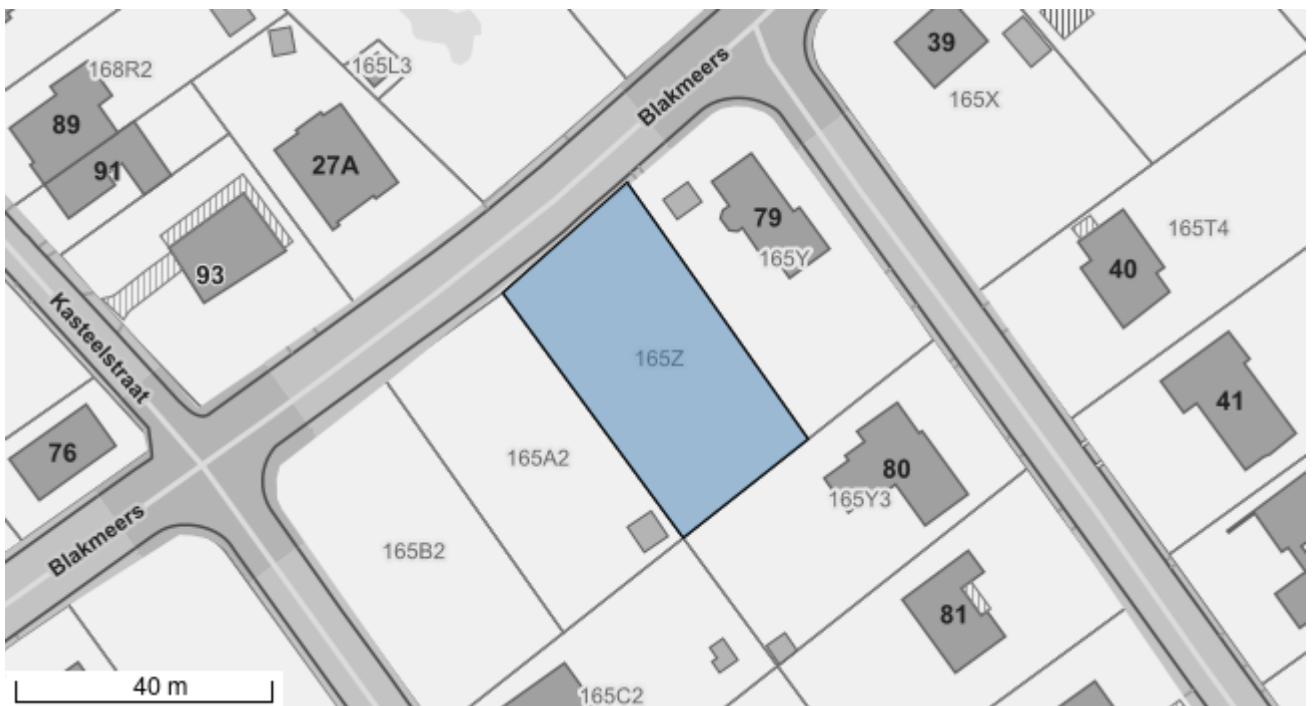 39
Blakmeers
168R2
165L3
165X
89
27A
91
79
165T4
165Y
40
93
Kasteelstraat
165Z
41
76
165A2
80
165Y3
Blakmeers
165B2
81
40 m
165C2